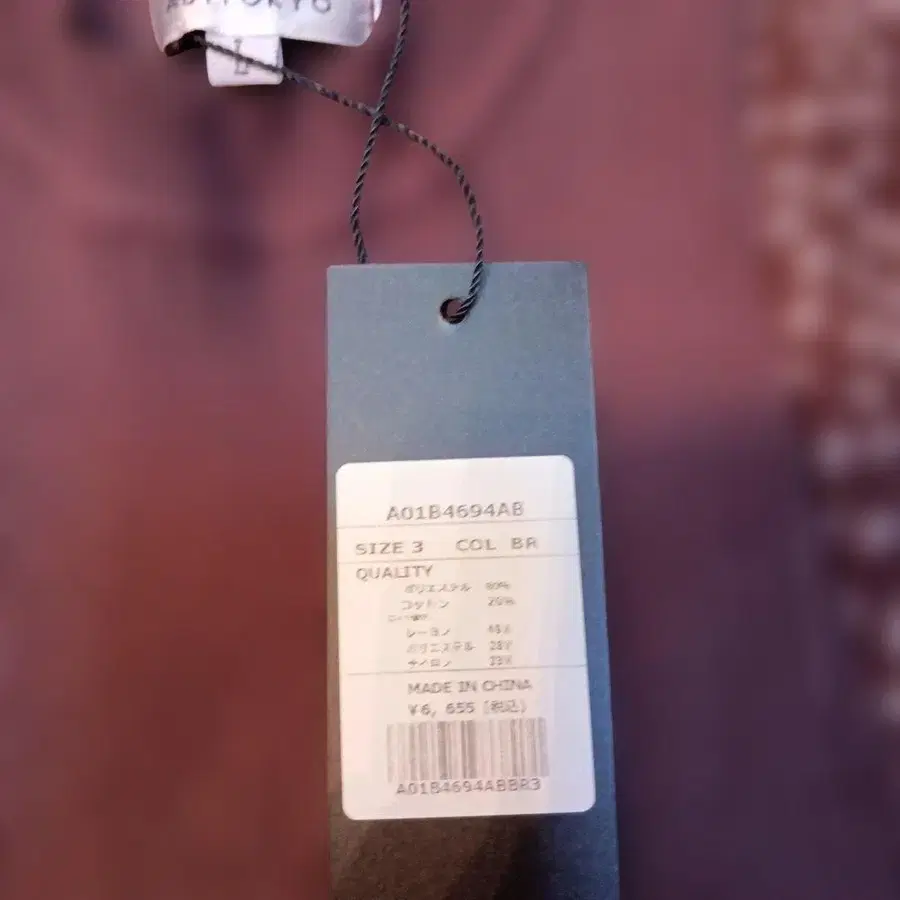 L
A01B4694AB
SIZE 3 COL BR
QUALITY
ポリエステル 80%
コットン 20%
レーヨン
ポリエステル 28%
ナイロン 23%
MADE IN CHINA
¥6, 655 (税込)
A01B4694ABBR3